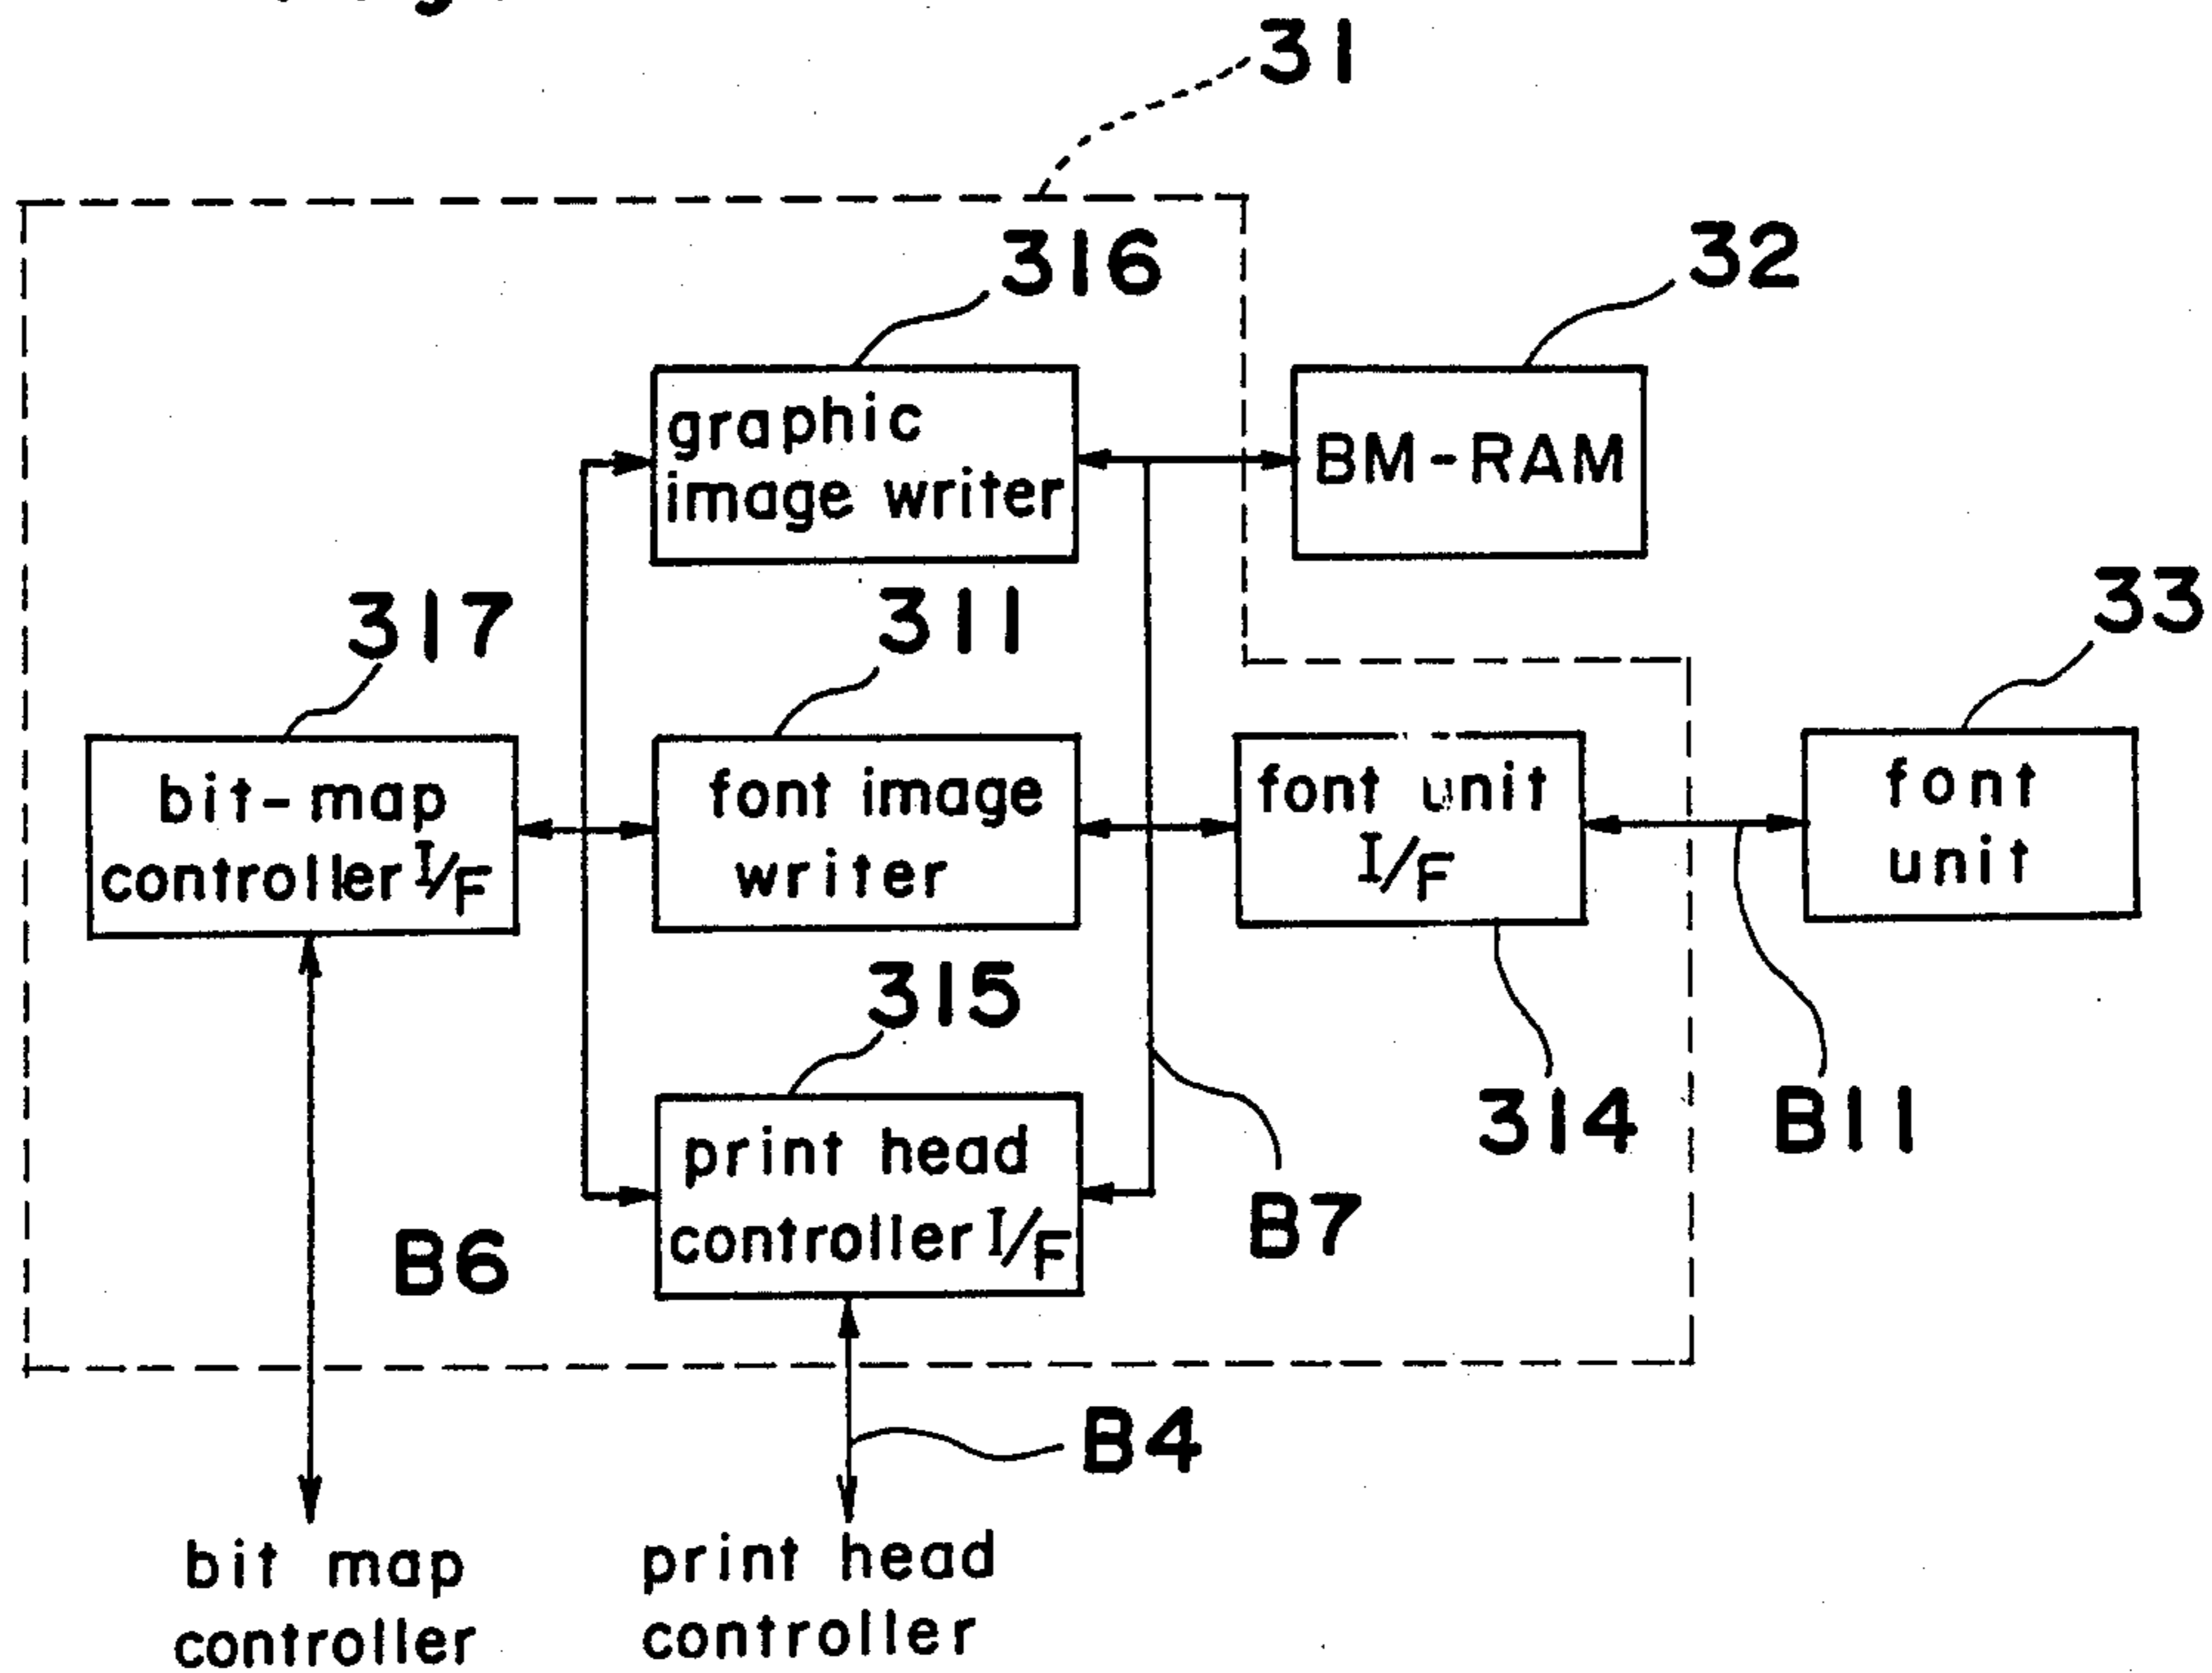 31
316
32
graphic
image writer
BM-RAM
317
311
33
bit-map
controller I/F
font image
writer
font unit
I/F
font
unit
315
314
B11
print head
controller I/F
B7
B6
B4
bit map
controller
print head
controller